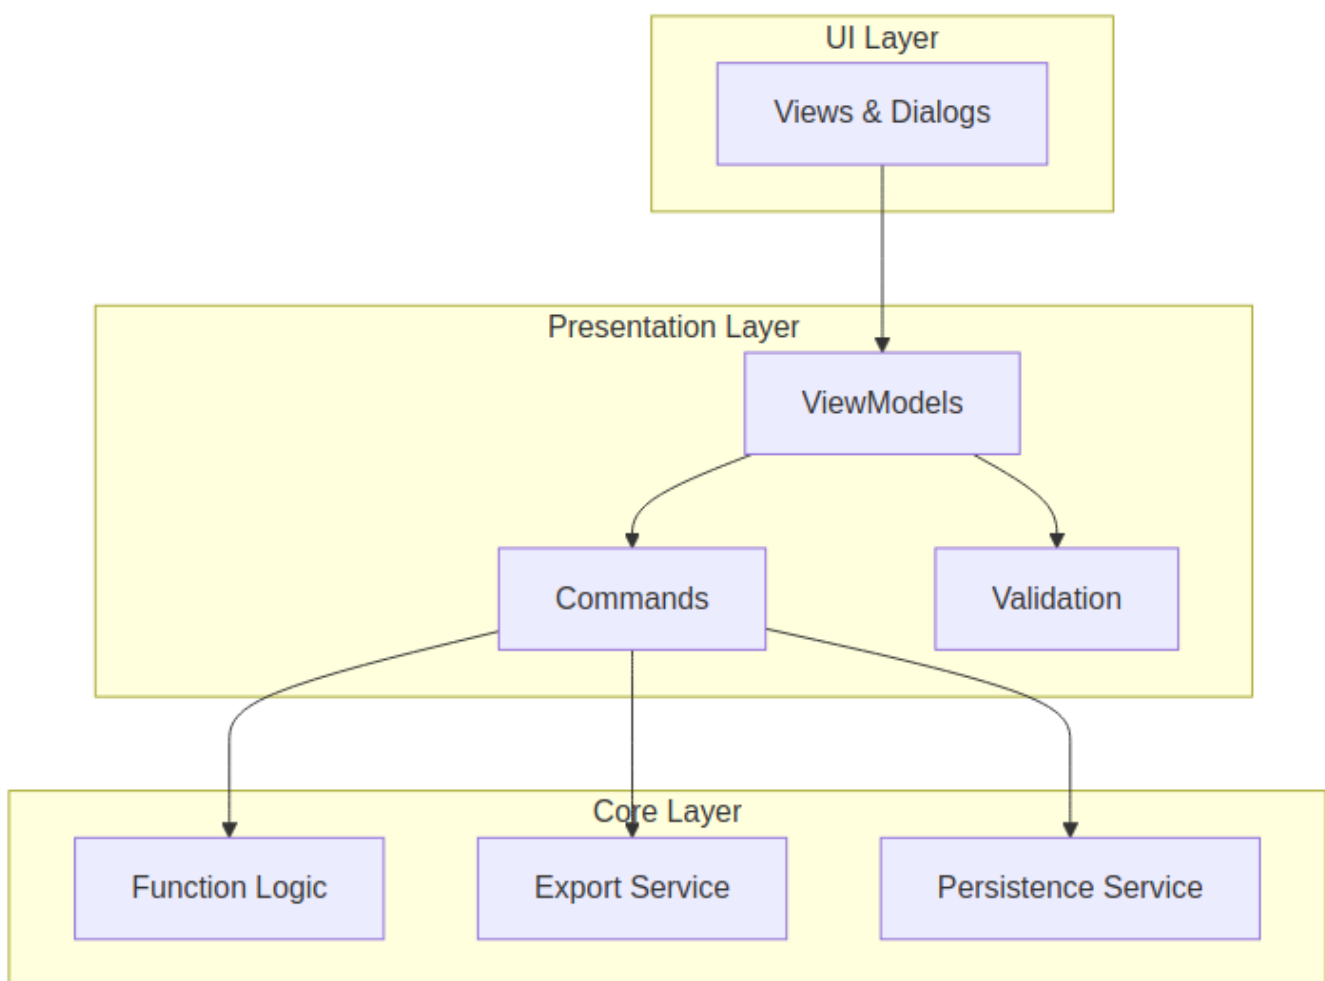 UI Layer
Views & Dialogs
Presentation Layer
ViewModels
Commands
Validation
Core Layer
Function Logic
Export Service
Persistence Service